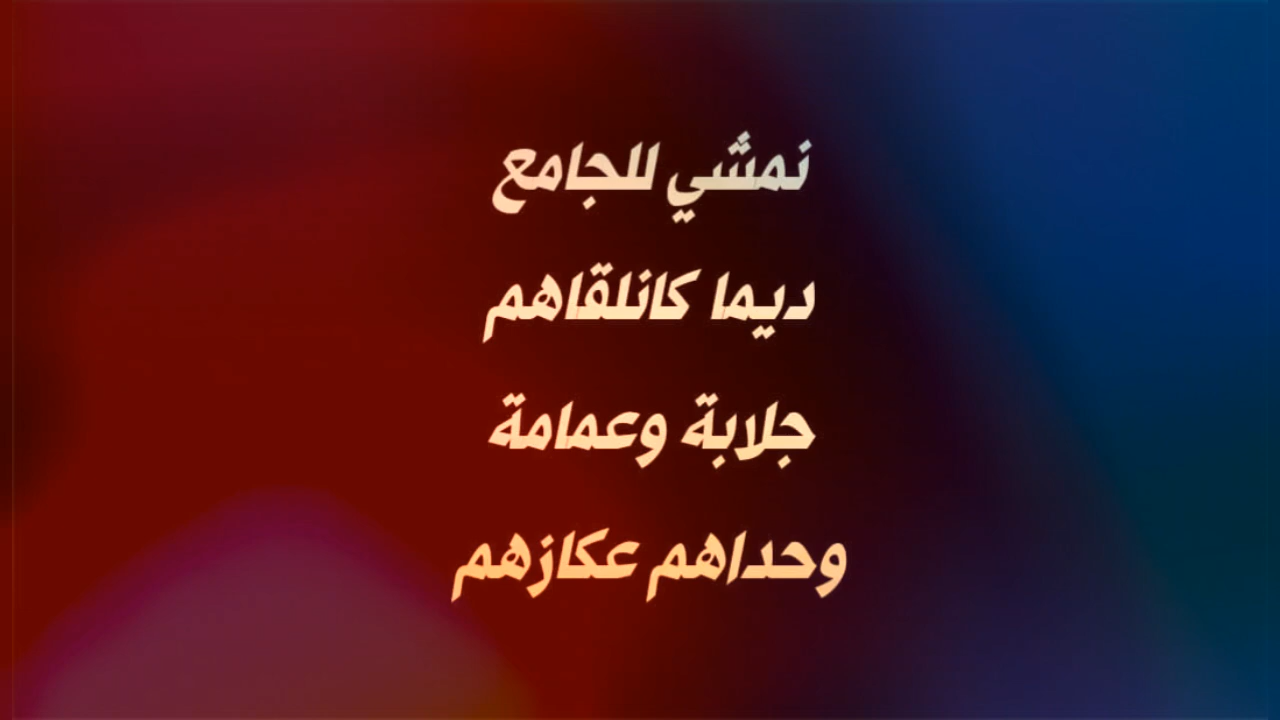 نمشي للجامع
ديما كانلقاهم
جلابة وعمامة
وحداهم عكازهم